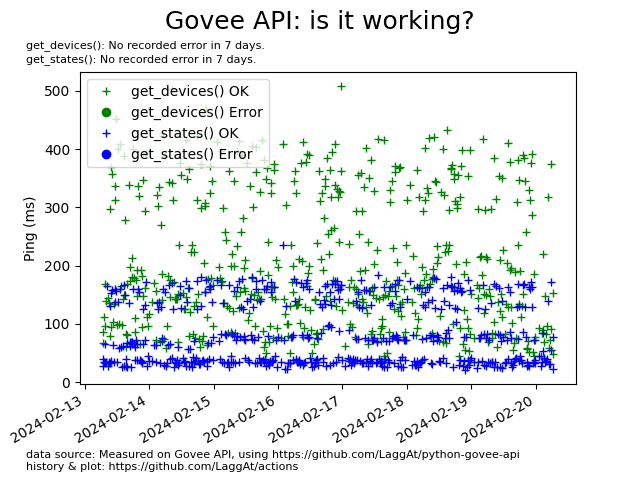 Govee API: is it working?
get_devices(): No recorded error in 7 days.
get_states(): No recorded error in 7 days.
500
400
300
200
100
0
Ping (ms)
get_devices() OK
get_devices() Error
get_states() OK
get_states() Error
2024-02-13
2024-02-14
2024-02-15
2024-02-16
2024-02-17
2024-02-18
2024-02-19
2024-02-20
data source: Measured on Govee API, using https://github.com/LaggAt/python-govee-api
history & plot: https://github.com/LaggAt/actions